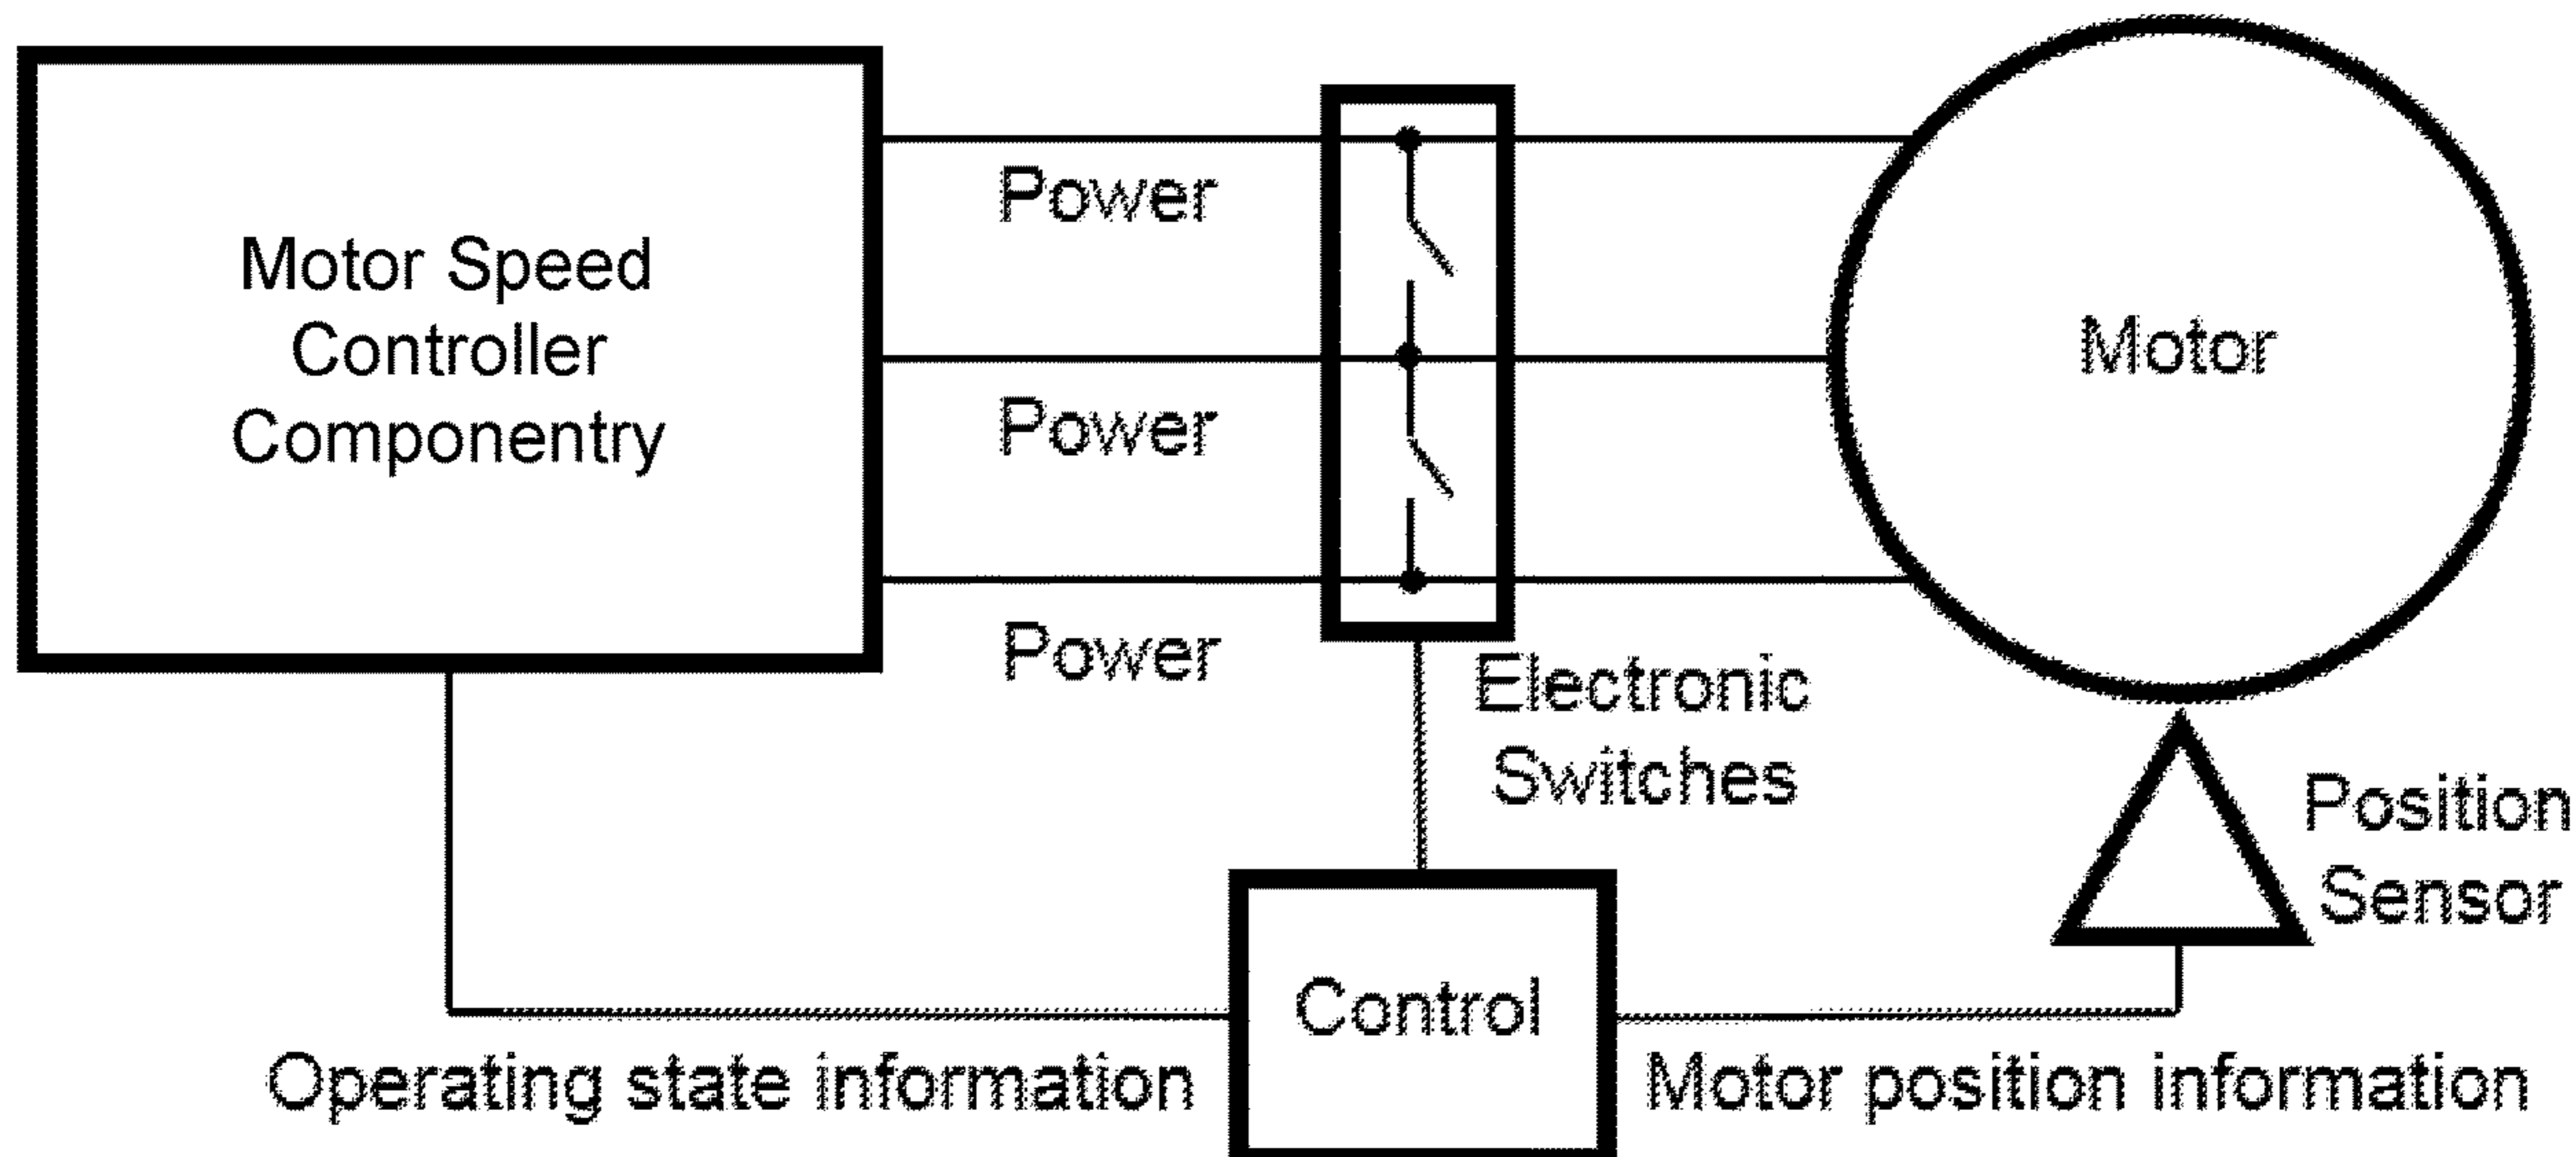 Motor Speed
Controller
Componentry
Power
Power
Power
Motor
Electronic
Switches
Position
Sensor
Control
Operating state information
Motor position information